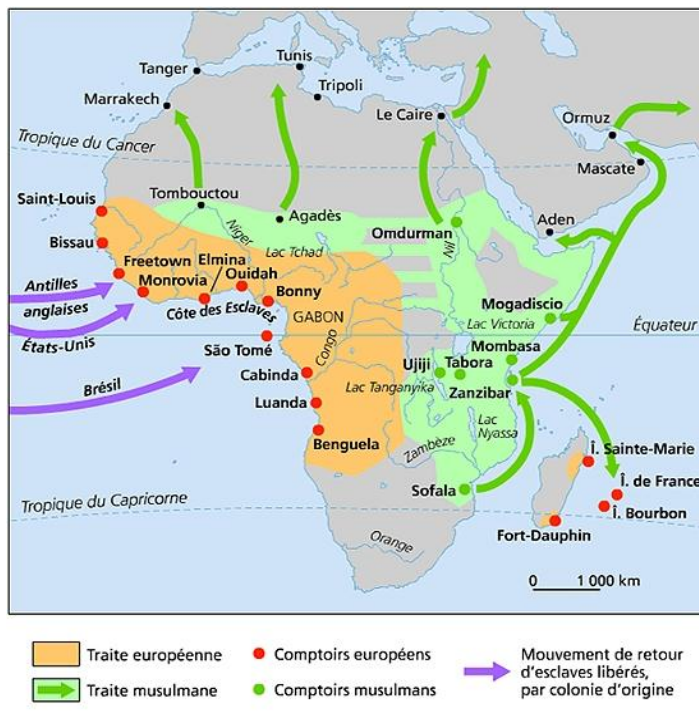 Tunis
Tanger
Tripoli
Marrakech
Le Caire
Ormuz
Tropique du Cancer
Mascate
Tombouctou
Saint-Louis
Agadès
Omdurman
Aden
Niger
Nil
Bissau
Lac Tchad
Freetown
Elmina
Monrovia
Ouidah
Antilles
anglaises
Bonny
Mogadiscio
Côte des Esclaves
GABON
Lac Victoria
Équateur
États-Unis
São Tomé
Congo
Mombasa
Ujiji
Tabora
Brésil
Cabinda
Lac Tanganyika
Zanzibar
Luanda
Lac
Nyassa
Benguela
Zambèze
Î. Sainte-Marie
Sofala
Î. de France
Tropique du Capricorne
Î. Bourbon
Fort-Dauphin
Orange
0 1 000 km
Traite européenne
Comptoirs européens
Mouvement de retour
d'esclaves libérés,
par colonie d'origine
Traite musulmane
Comptoirs musulmans